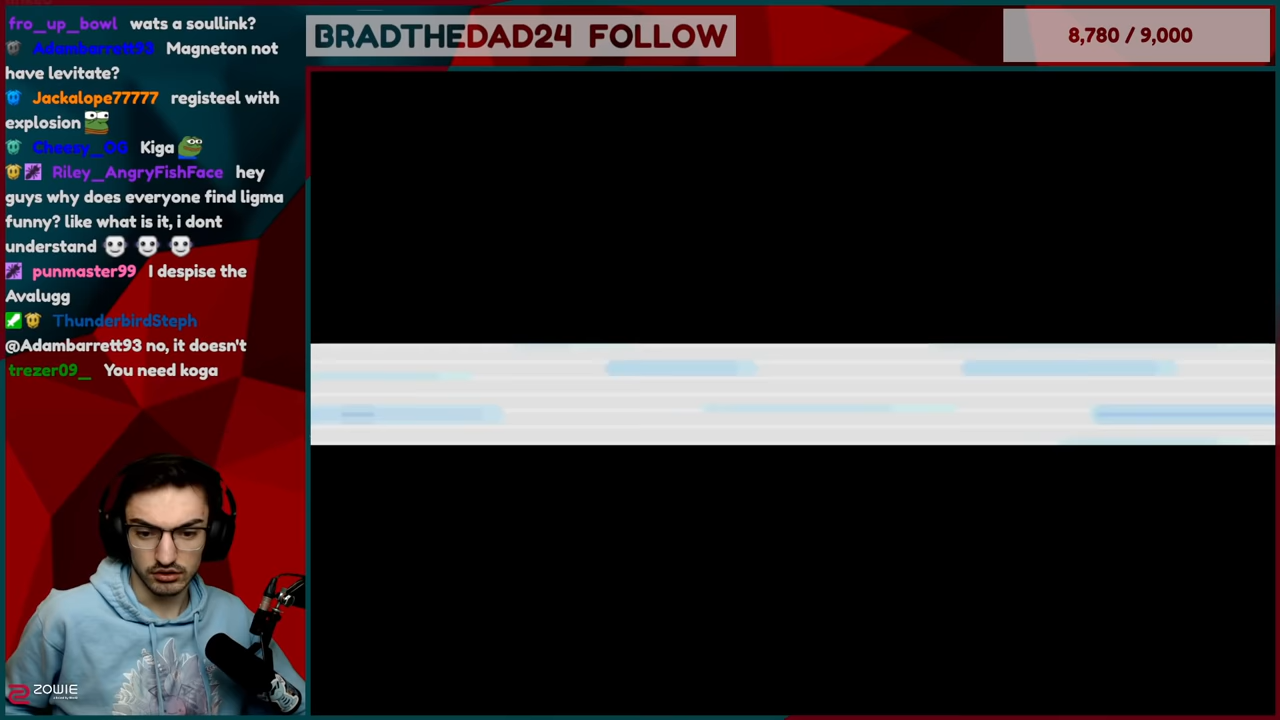 fro_up_bowl wats a soullink?
Adambarrett93 Magneton not
have levitate?
Jackalope77777 registeel with
explosion
Cheesy_OG Kiga
Riley_AngryFishFace hey
guys why does everyone find ligma
funny? like what is it, i dont
understand
punmaster99 I despise the
Avalugg
ThunderbirdSteph
@Adambarrett93 no, it doesn't
trezer09_ You need koga
BRADTHEDAD24 FOLLOW
8,780 / 9,000
ZOWIE